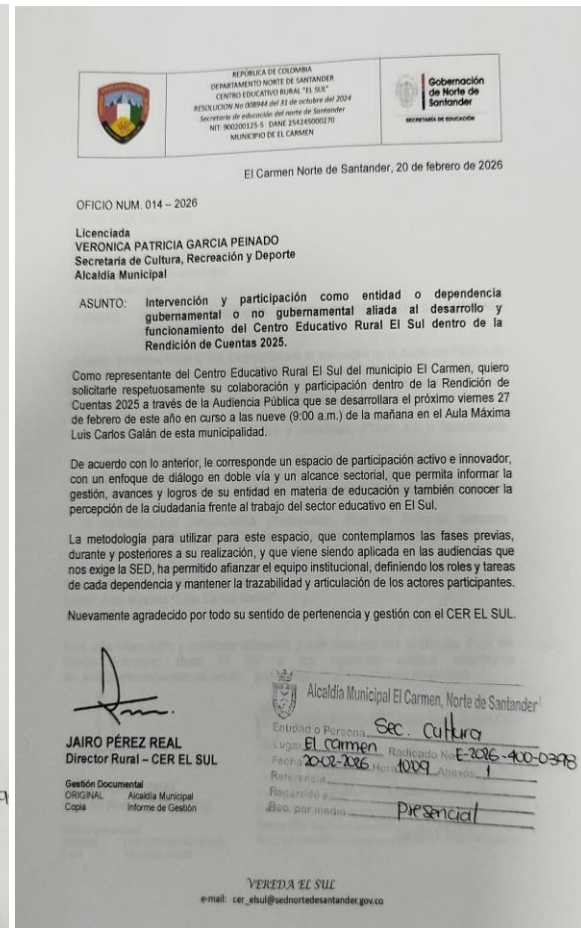 REPÚBLICA DE COLOMBIA
DEPARTAMENTO NORTE DE SANTANDER
CENTRO EDUCATIVO RURAL "EL SUL"
RESOLUCION No 008944 del 31 de octubre del 2024
Secretaria de educación del norte de Santander
NIT: 900200125-5 DANE 254245000270
MUNICIPIO DE EL CARMEN
Gobernación
de Norte de
Santander
SECRETARÍA DE EDUCACIÓN
El Carmen Norte de Santander, 20 de febrero de 2026
OFICIO NUM. 014 – 2026
Licenciada
VERONICA PATRICIA GARCIA PEINADO
Secretaria de Cultura, Recreación y Deporte
Alcaldía Municipal
ASUNTO: Intervención y participación como entidad o dependencia
gubernamental o no gubernamental aliada al desarrollo y
funcionamiento del Centro Educativo Rural El Sul dentro de la
Rendición de Cuentas 2025.
Como representante del Centro Educativo Rural El Sul del municipio El Carmen, quiero
solicitarle respetuosamente su colaboración y participación dentro de la Rendición de
Cuentas 2025 a través de la Audiencia Pública que se desarrollara el próximo viernes 27
de febrero de este año en curso a las nueve (9:00 a.m.) de la mañana en el Aula Máxima
Luis Carlos Galán de esta municipalidad.
De acuerdo con lo anterior, le corresponde un espacio de participación activo e innovador,
con un enfoque de diálogo en doble vía y un alcance sectorial, que permita informar la
gestión, avances y logros de su entidad en materia de educación y también conocer la
percepción de la ciudadanía frente al trabajo del sector educativo en El Sul.
La metodología para utilizar para este espacio, que contemplamos las fases previas,
durante y posteriores a su realización, y que viene siendo aplicada en las audiencias que
nos exige la SED, ha permitido afianzar el equipo institucional, definiendo los roles y tareas
de cada dependencia y mantener la trazabilidad y articulación de los actores participantes.
Nuevamente agradecido por todo su sentido de pertenencia y gestión con el CER EL SUL.
JAIRO PÉREZ REAL
Director Rural – CER EL SUL
Gestión Documental
ORIGINAL Alcaldía Municipal
Copia Informe de Gestión
Alcaldía Municipal El Carmen, Norte de Santander
Entidad o Persona Sec. Cultura
Lugar El Carmen Radicado No E-2026-400-0398
Fecha 20-02-2026 Hora 10:09 Anexos 1
Referencia
Rec. por medio Presencial
VEREDA EL SUL
e-mail: cer_elsul@sednortedesantander.gov.co